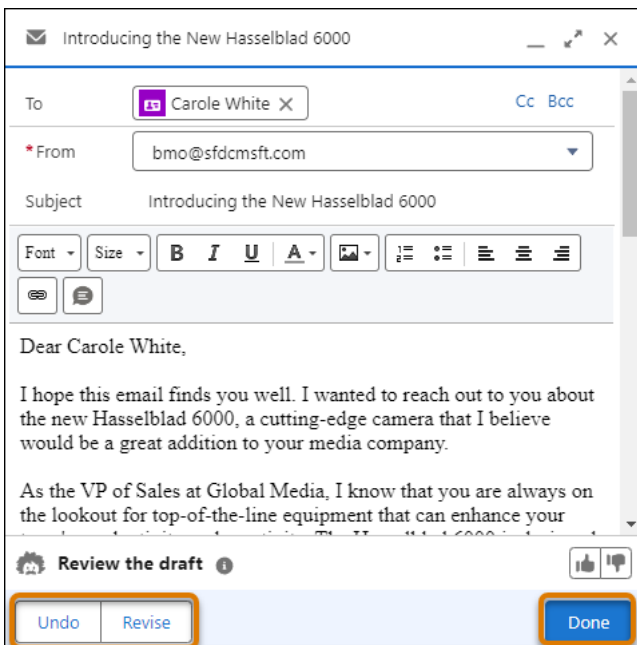 Introducing the New Hasselblad 6000
To Carole White Cc Bcc
* From bmo@sfdcmsft.com
Subject Introducing the New Hasselblad 6000
Font Size B I U A
Dear Carole White,
I hope this email finds you well. I wanted to reach out to you about
the new Hasselblad 6000, a cutting-edge camera that I believe
would be a great addition to your media company.
As the VP of Sales at Global Media, I know that you are always on
the lookout for top-of-the-line equipment that can enhance your
Review the draft
Undo Revise Done